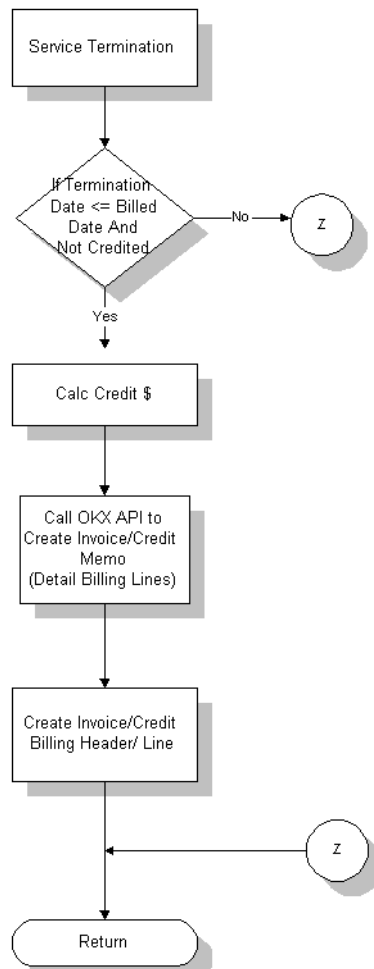 Service Termination
If Termination
Date <= Billed
Date And
Not Credited
No
Z
Yes
Calc Credit $
Call OKX API to
Create Invoice/Credit
Memo
(Detail Billing Lines)
Create Invoice/Credit
Billing Header/ Line
Z
Return